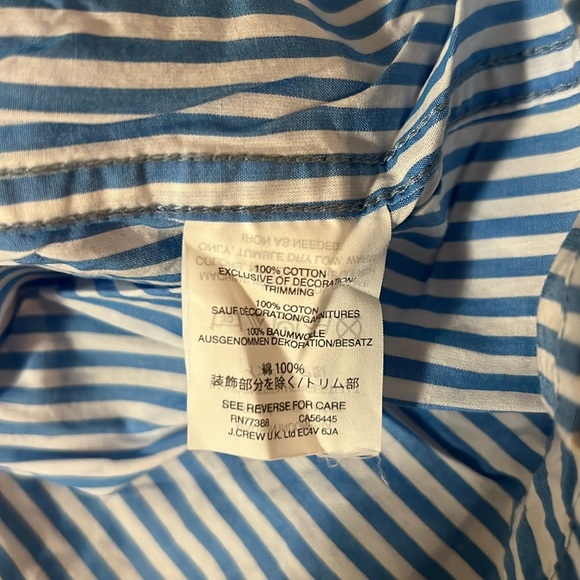 100% COTTON
EXCLUSIVE OF DECORATION/
TRIMMING
100% COTON
SAUF DÉCORATION/GARNITURES
100% BAUMWOLLE
AUSGENOMMEN DEKORATION/BESATZ
綿 100%
装飾部分を除く/トリム部
SEE REVERSE FOR CARE
RN77388 CA56445
J.CREW U.K. Ltd EC4V 6JA